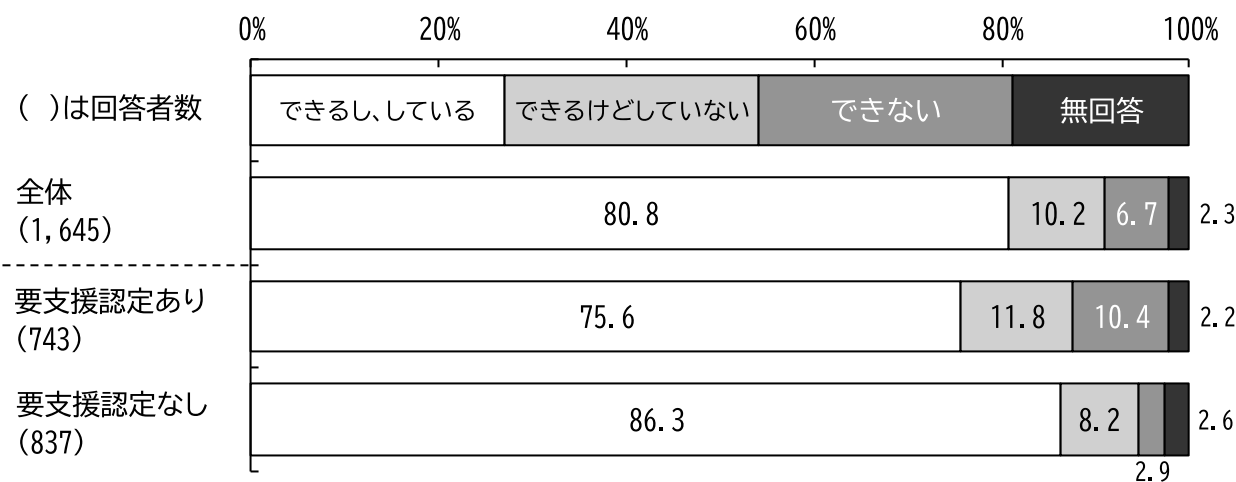 0% 20% 40% 60% 80% 100%
( )は回答者数 できるし、している できるけどしていない できない 無回答
全体
(1,645)
80.8 10.2 6.7 2.3
要支援認定あり
(743)
75.6 11.8 10.4 2.2
要支援認定なし
(837)
86.3 8.2 2.6
2.9